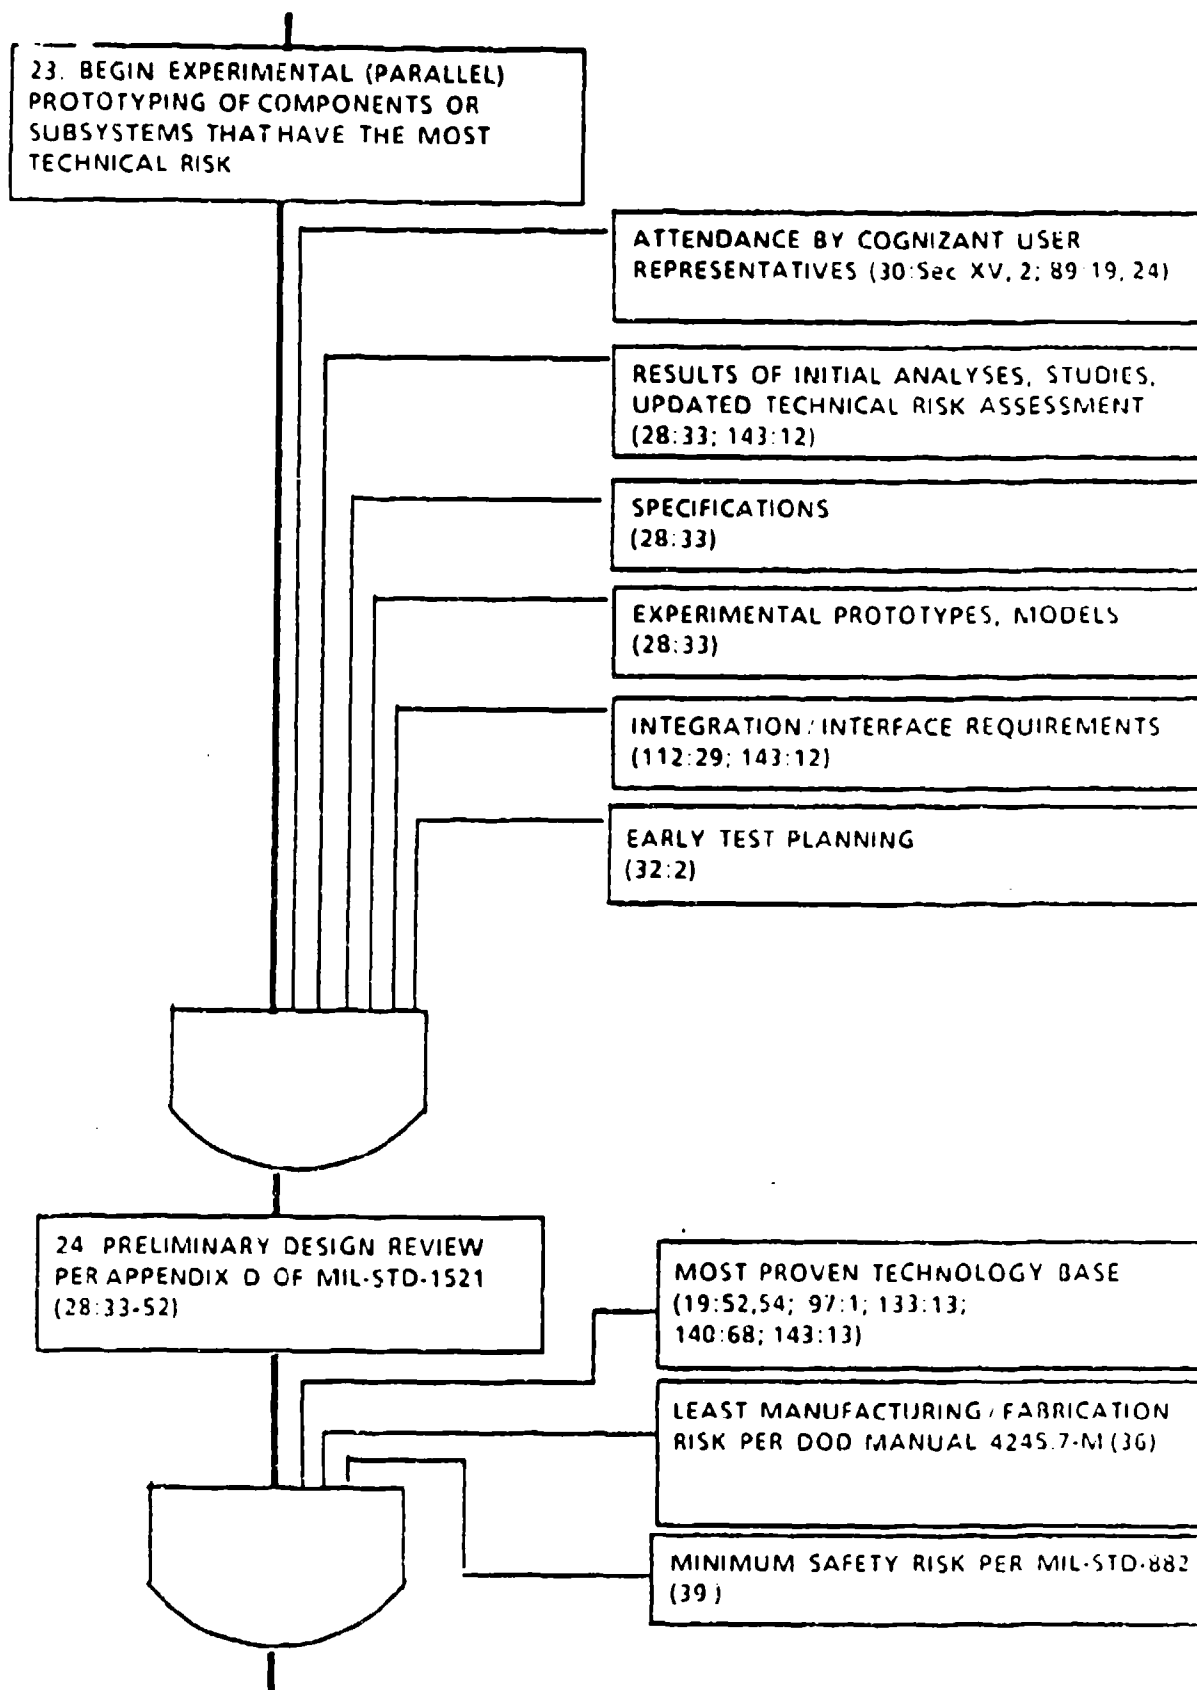 23. BEGIN EXPERIMENTAL (PARALLEL)
PROTOTYPING OF COMPONENTS OR
SUBSYSTEMS THAT HAVE THE MOST
TECHNICAL RISK
ATTENDANCE BY COGNIZANT USER
REPRESENTATIVES (30:Sec XV, 2; 89:19, 24)
RESULTS OF INITIAL ANALYSES, STUDIES,
UPDATED TECHNICAL RISK ASSESSMENT
(28:33; 143:12)
SPECIFICATIONS
(28:33)
EXPERIMENTAL PROTOTYPES, MODELS
(28:33)
INTEGRATION/INTERFACE REQUIREMENTS
(112:29; 143:12)
EARLY TEST PLANNING
(32:2)
24 PRELIMINARY DESIGN REVIEW
PER APPENDIX D OF MIL-STD-1521
(28:33-52)
MOST PROVEN TECHNOLOGY BASE
(19:52,54; 97:1; 133:13;
140:68; 143:13)
LEAST MANUFACTURING/FABRICATION
RISK PER DOD MANUAL 4245.7-M (36)
MINIMUM SAFETY RISK PER MIL-STD-882
(39)